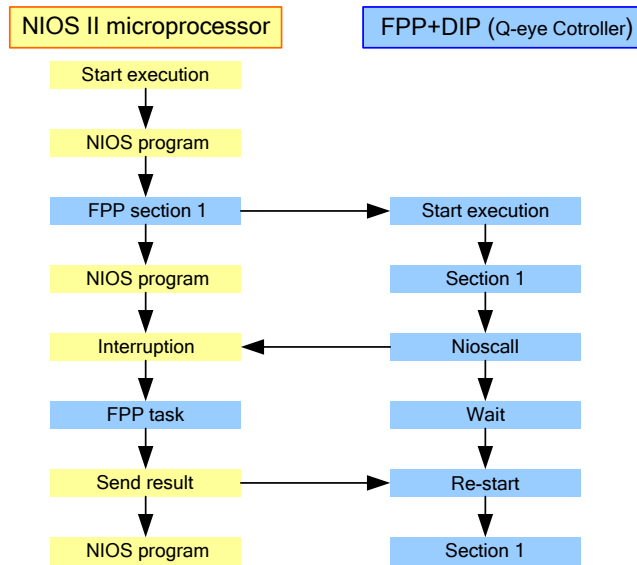 NIOS II microprocessor
FPP+DIP (Q-eye Cotroller)
Start execution
NIOS program
FPP section 1
Start execution
NIOS program
Section 1
Interruption
Nioscall
FPP task
Wait
Send result
Re-start
NIOS program
Section 1